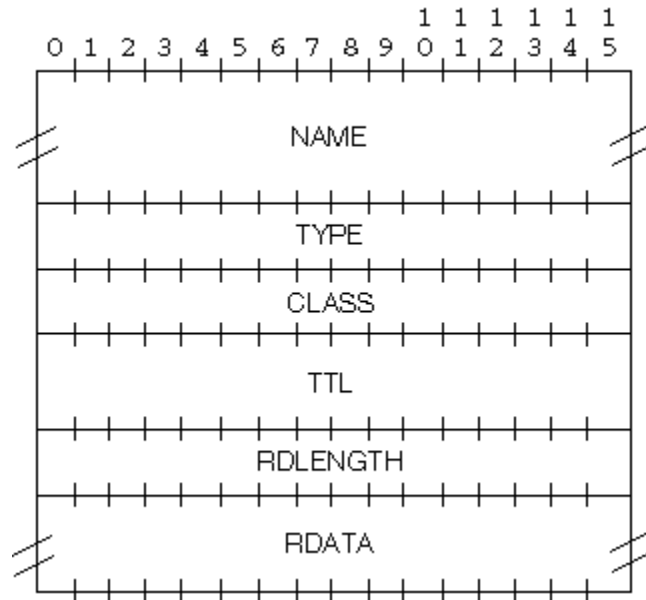 1 1 1 1 1 1
0 1 2 3 4 5 6 7 8 9 0 1 2 3 4 5
NAME
TYPE
CLASS
TTL
RDLENGTH
RDATA